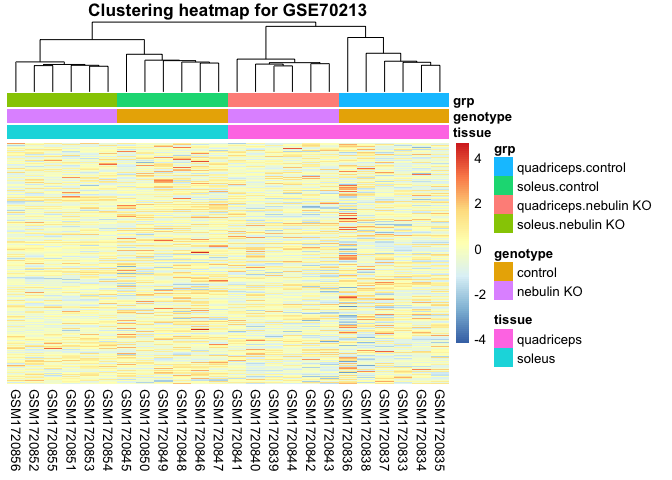 Clustering heatmap for GSE70213
grp
genotype
tissue
4
2
0
-2
-4
grp
quadriceps.control
soleus.control
quadriceps.nebulin KO
soleus.nebulin KO
genotype
control
nebulin KO
tissue
quadriceps
soleus
GSM1720856
GSM1720852
GSM1720855
GSM1720851
GSM1720853
GSM1720854
GSM1720845
GSM1720850
GSM1720849
GSM1720848
GSM1720846
GSM1720847
GSM1720841
GSM1720840
GSM1720839
GSM1720844
GSM1720842
GSM1720843
GSM1720836
GSM1720838
GSM1720837
GSM1720833
GSM1720834
GSM1720835